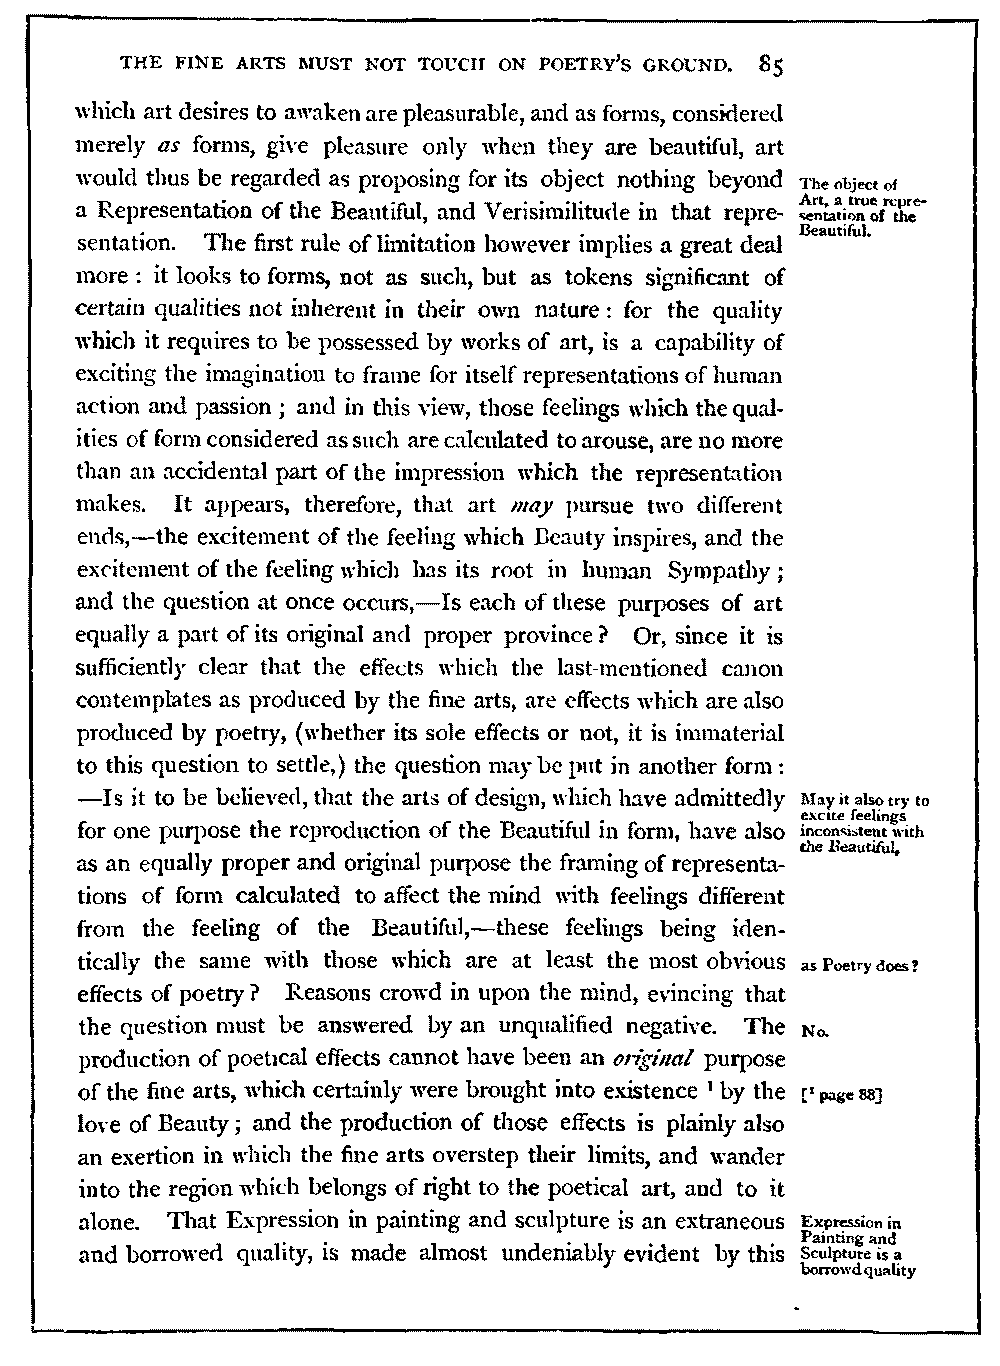 THE FINE ARTS MUST NOT TOUCH ON POETRY'S GROUND. 85
which art desires to awaken are pleasurable, and as forms, considered
merely as forms, give pleasure only when they are beautiful, art
would thus be regarded as proposing for its object nothing beyond
a Representation of the Beautiful, and Verisimilitude in that repre-
sentation. The first rule of limitation however implies a great deal
more : it looks to forms, not as such, but as tokens significant of
certain qualities not inherent in their own nature : for the quality
which it requires to be possessed by works of art, is a capability of
exciting the imagination to frame for itself representations of human
action and passion ; and in this view, those feelings which the qual-
ities of form considered as such are calculated to arouse, are no more
than an accidental part of the impression which the representation
makes. It appears, therefore, that art may pursue two different
ends,—the excitement of the feeling which Beauty inspires, and the
excitement of the feeling which has its root in human Sympathy ;
and the question at once occurs,—Is each of these purposes of art
equally a part of its original and proper province ? Or, since it is
sufficiently clear that the effects which the last-mentioned canon
contemplates as produced by the fine arts, are effects which are also
produced by poetry, (whether its sole effects or not, it is immaterial
to this question to settle,) the question may be put in another form :
—Is it to be believed, that the arts of design, which have admittedly
for one purpose the reproduction of the Beautiful in form, have also
as an equally proper and original purpose the framing of representa-
tions of form calculated to affect the mind with feelings different
from the feeling of the Beautiful,—these feelings being iden-
tically the same with those which are at least the most obvious
effects of poetry ? Reasons crowd in upon the mind, evincing that
the question must be answered by an unqualified negative. The
production of poetical effects cannot have been an original purpose
of the fine arts, which certainly were brought into existence ¹ by the
love of Beauty ; and the production of those effects is plainly also
an exertion in which the fine arts overstep their limits, and wander
into the region which belongs of right to the poetical art, and to it
alone. That Expression in painting and sculpture is an extraneous
and borrowed quality, is made almost undeniably evident by this
The object of
Art, a true repre-
sentation of the
Beautiful.
May it also try to
excite feelings
inconsistent with
the Beautiful,
as Poetry does ?
No.
[¹ page 88]
Expression in
Painting and
Sculpture is a
borrowd quality